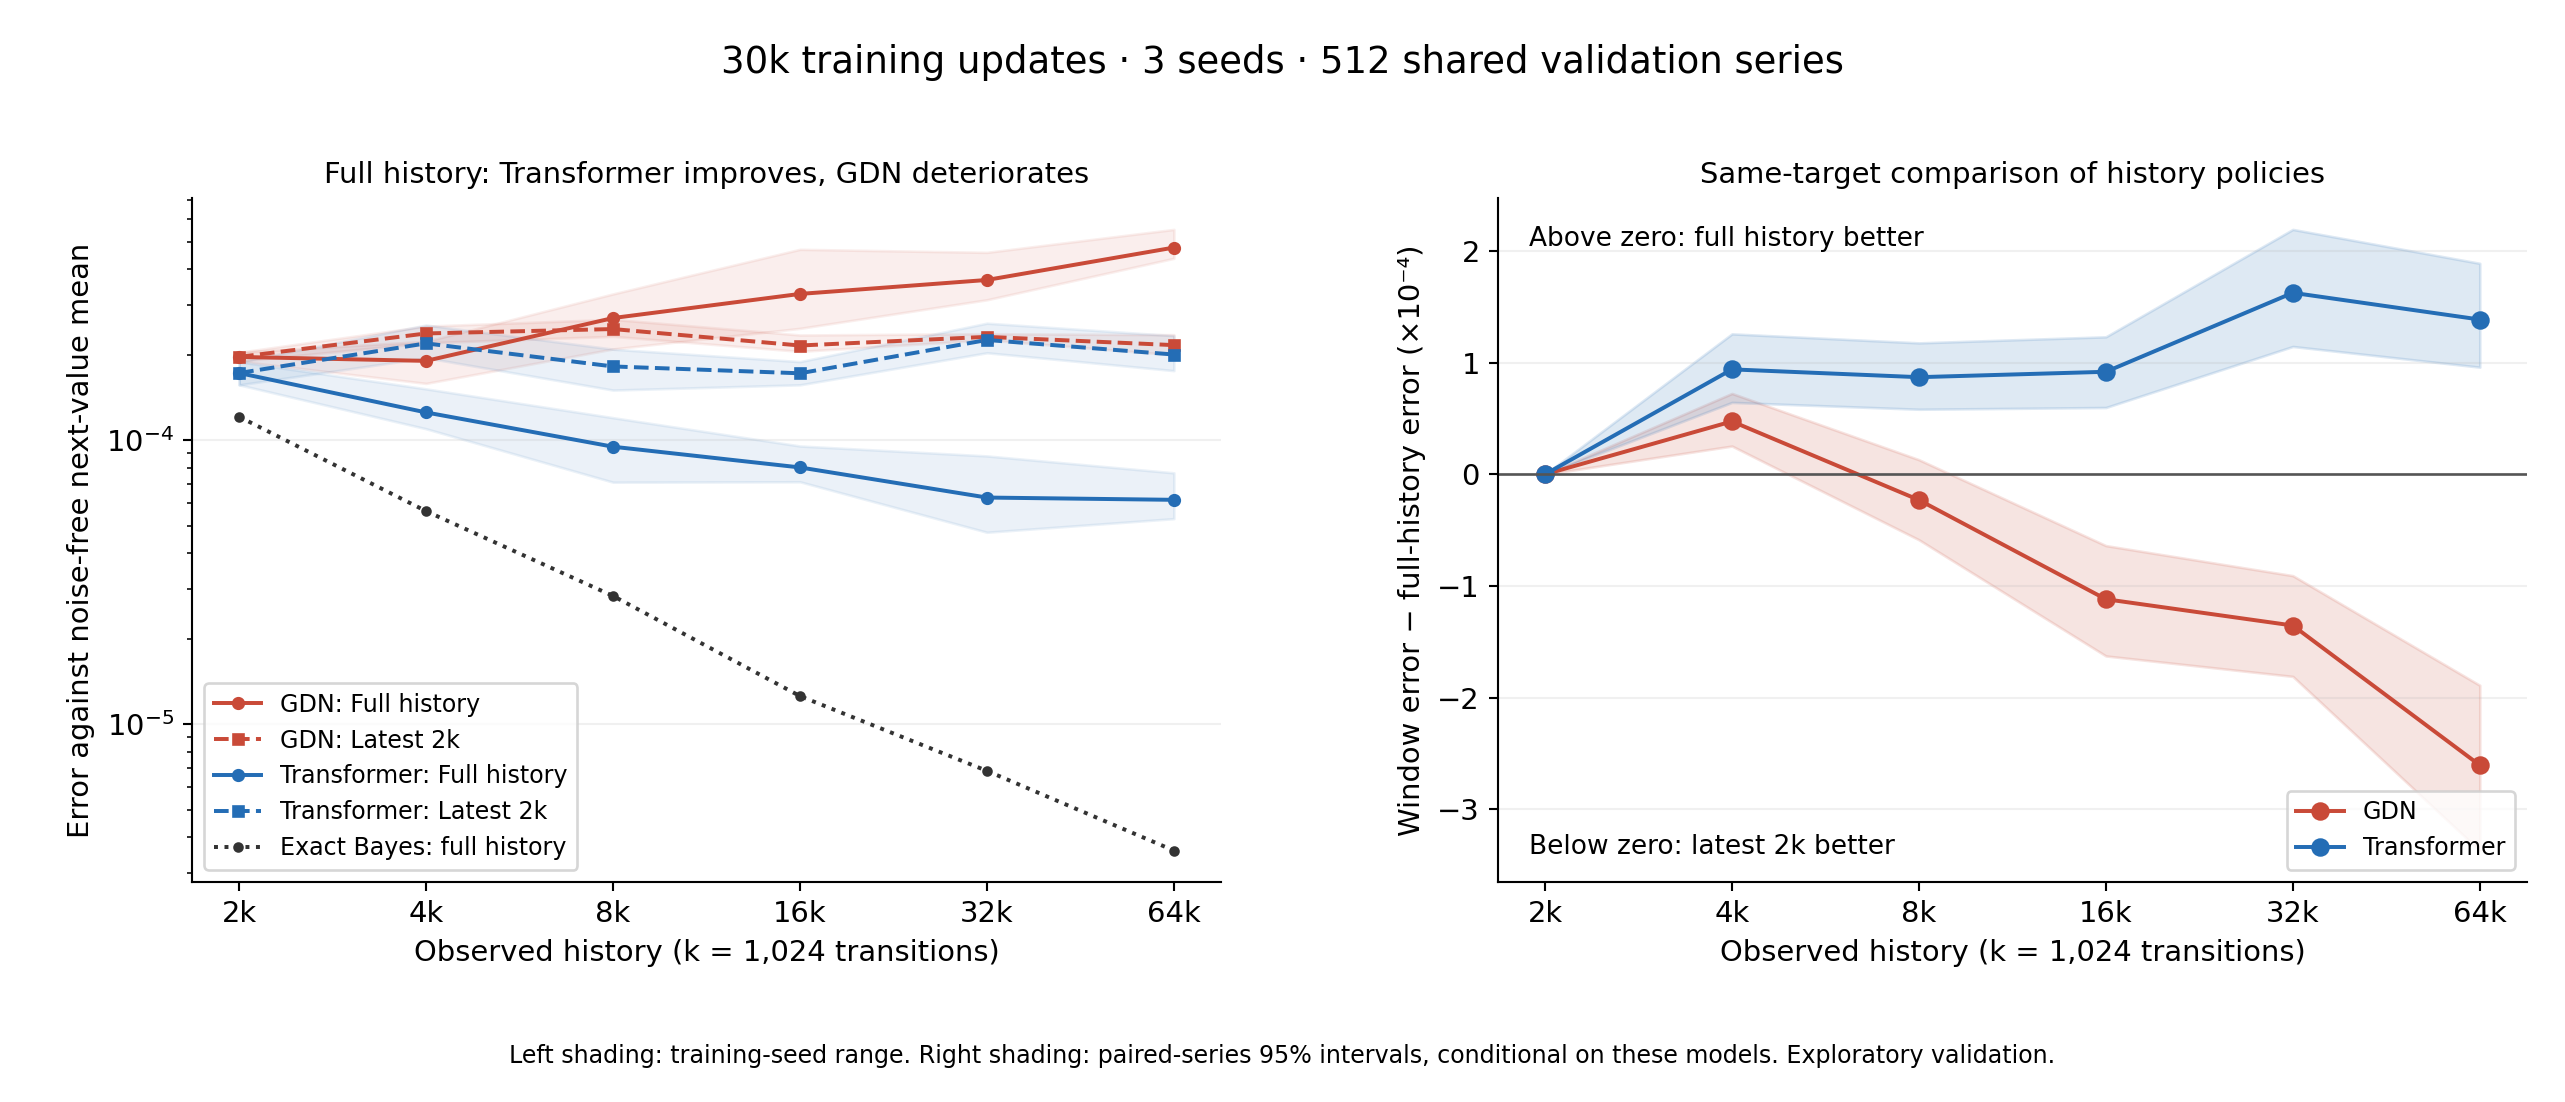 30k training updates · 3 seeds · 512 shared validation series
Full history: Transformer improves, GDN deteriorates
Error against noise-free next-value mean
10⁻⁴
10⁻⁵
GDN: Full history
GDN: Latest 2k
Transformer: Full history
Transformer: Latest 2k
Exact Bayes: full history
2k 4k 8k 16k 32k 64k
Observed history (k = 1,024 transitions)
Same-target comparison of history policies
Window error − full-history error (×10⁻⁴)
Above zero: full history better
2
1
0
−1
−2
−3
Below zero: latest 2k better
GDN
Transformer
2k 4k 8k 16k 32k 64k
Observed history (k = 1,024 transitions)
Left shading: training-seed range. Right shading: paired-series 95% intervals, conditional on these models. Exploratory validation.